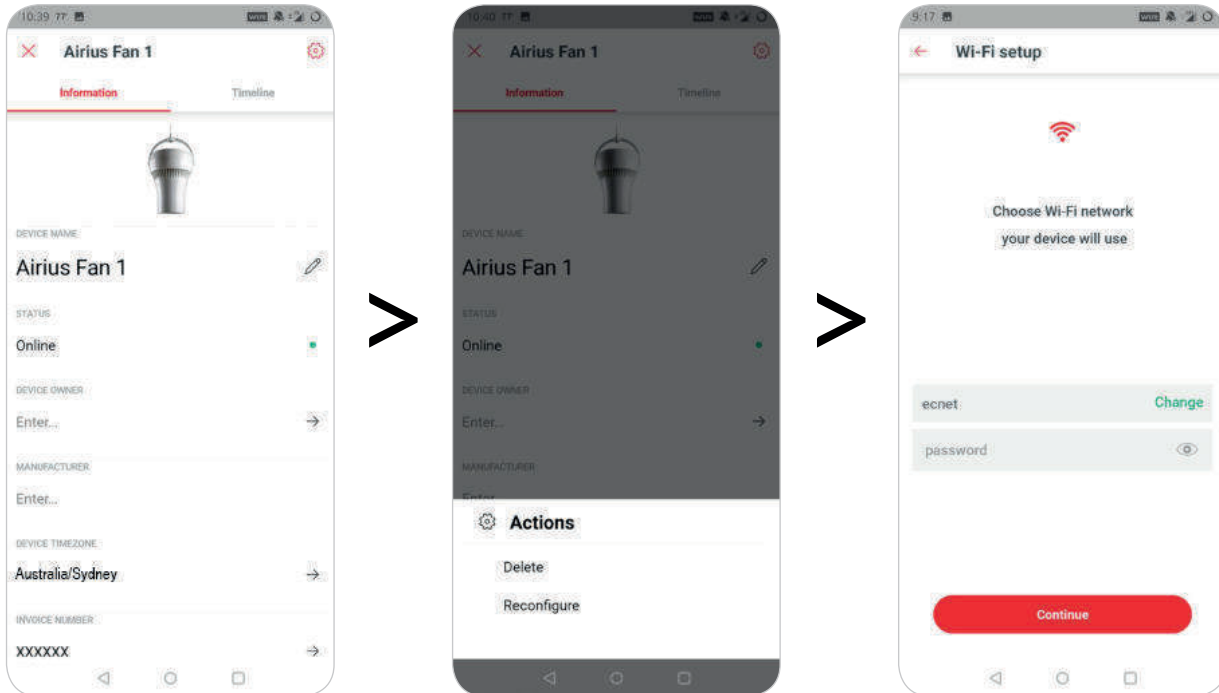 10:39
Airius Fan 1
Information Timeline
DEVICE NAME
Airius Fan 1
STATUS
Online
DEVICE OWNER
Enter...
MANUFACTURER
Enter...
DEVICE TIMEZONE
Australia/Sydney
INVOICE NUMBER
XXXXXX
>
10:40
Airius Fan 1
Information Timeline
DEVICE NAME
Airius Fan 1
STATUS
Online
DEVICE OWNER
Enter...
MANUFACTURER
Enter...
Actions
Delete
Reconfigure
>
9:17
Wi-Fi setup
Choose Wi-Fi network
your device will use
ecnet Change
password
Continue